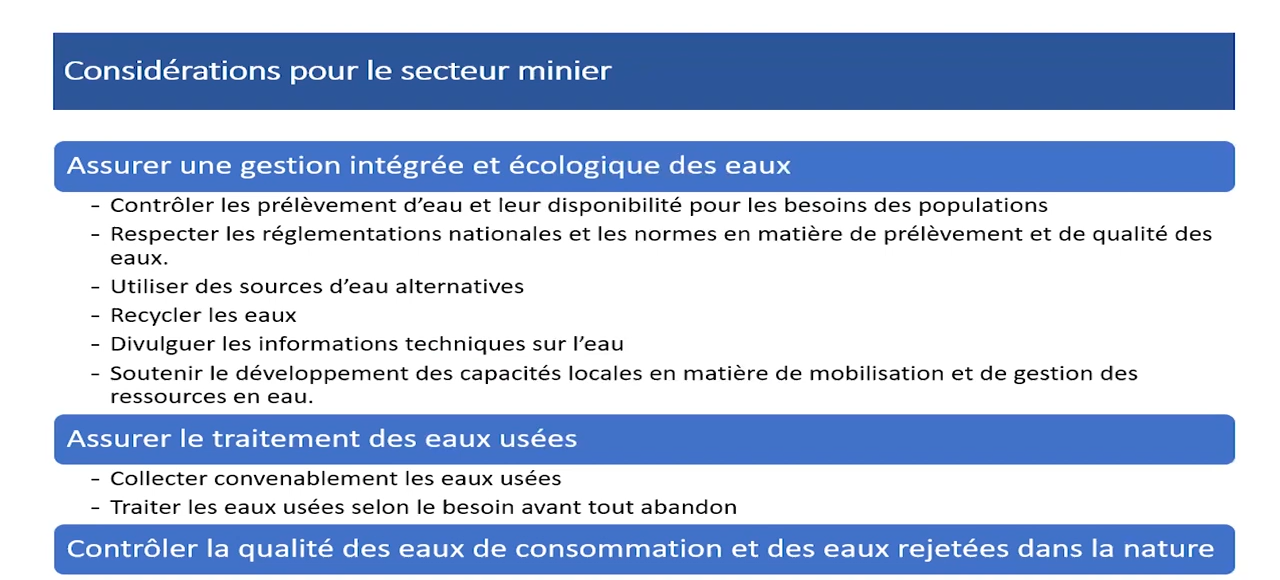 Considérations pour le secteur minier
Assurer une gestion intégrée et écologique des eaux
- Contrôler les prélèvement d’eau et leur disponibilité pour les besoins des populations
- Respecter les réglementations nationales et les normes en matière de prélèvement et de qualité des
eaux.
- Utiliser des sources d’eau alternatives
- Recycler les eaux
- Divulguer les informations techniques sur l’eau
- Soutenir le développement des capacités locales en matière de mobilisation et de gestion des
ressources en eau.
Assurer le traitement des eaux usées
- Collecter convenablement les eaux usées
- Traiter les eaux usées selon le besoin avant tout abandon
Contrôler la qualité des eaux de consommation et des eaux rejetées dans la nature